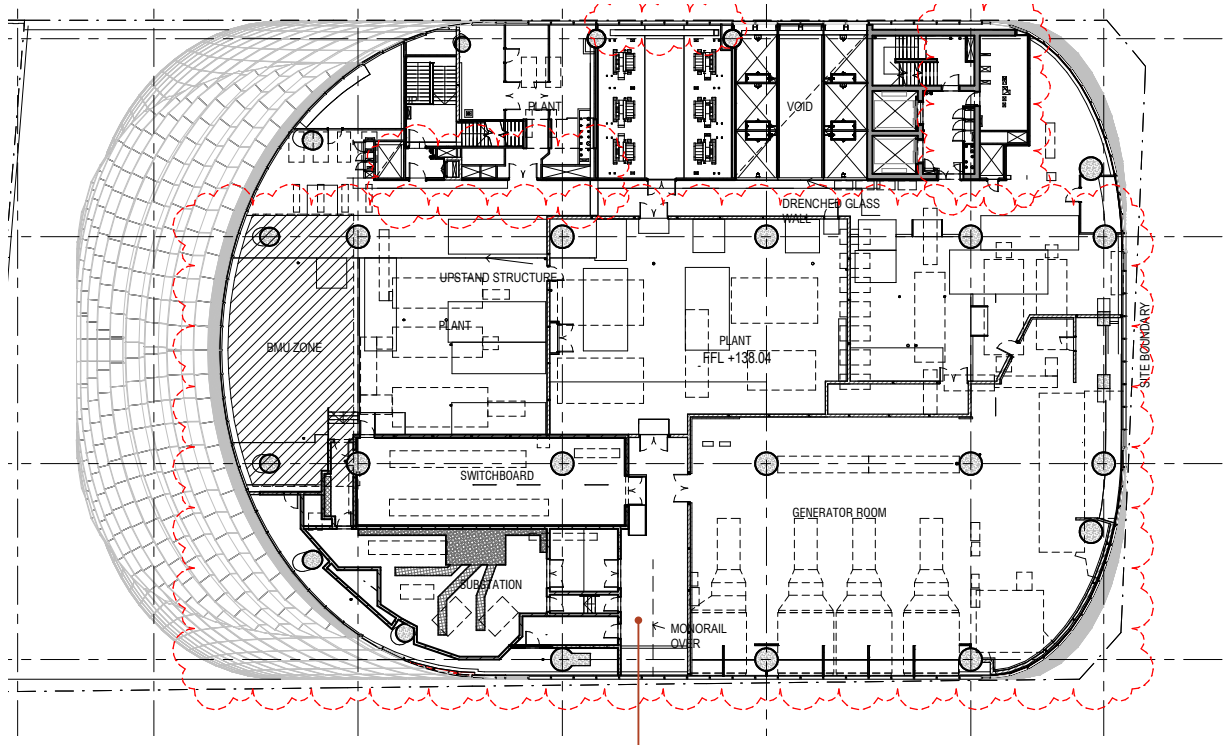 PLANT
VOID
DRENCHED GLASS
WALL
UPSTAND STRUCTURE
PLANT
BMU ZONE
PLANT
FFL +138.04
SITE BOUNDARY
SWITCHBOARD
GENERATOR ROOM
SUBSTATION
MONORAIL
OVER